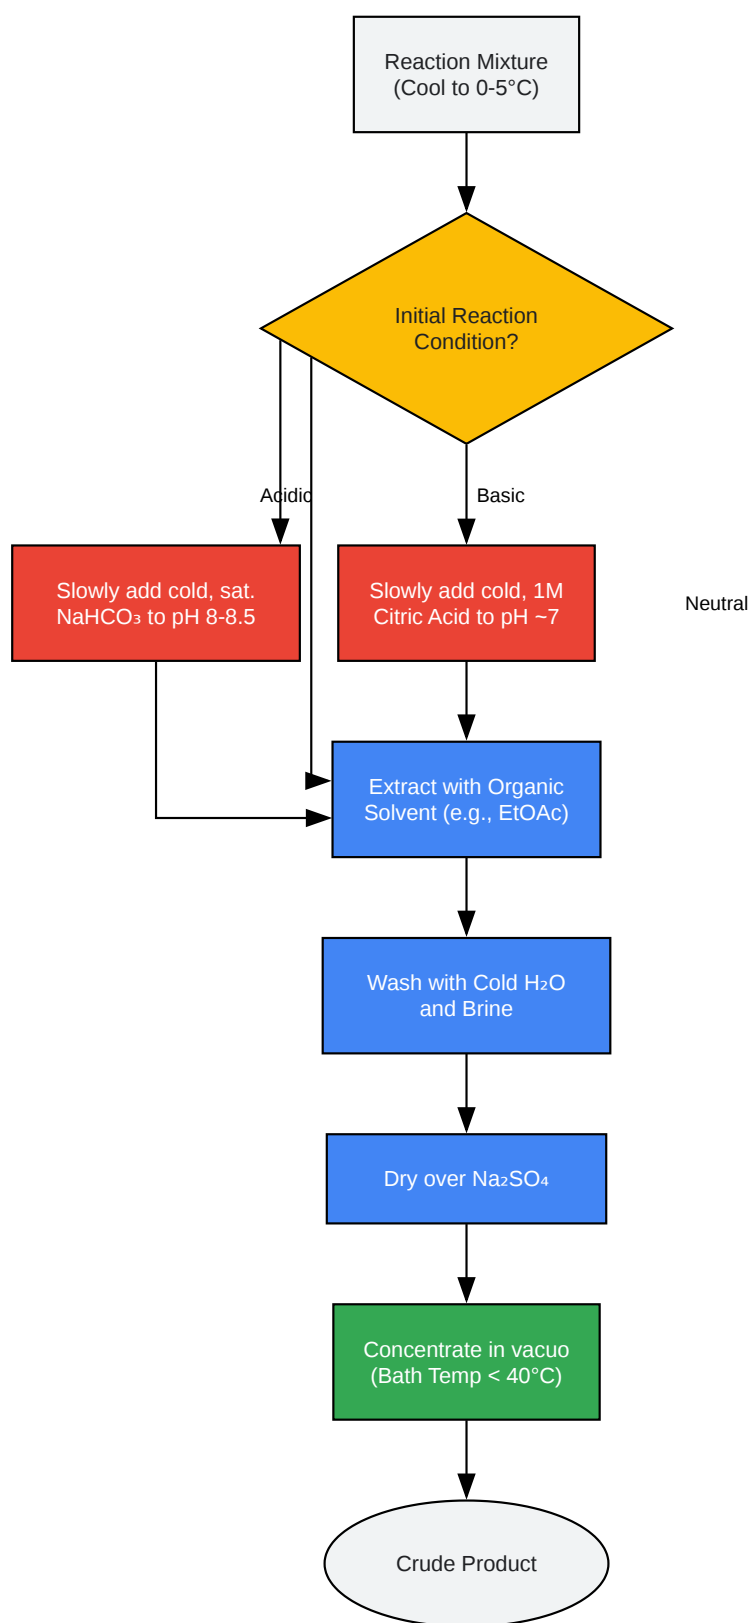 Reaction Mixture
(Cool to 0-5°C)
Initial Reaction
Condition?
Acidic
Basic
Slowly add cold, sat.
NaHCO₃ to pH 8-8.5
Slowly add cold, 1M
Citric Acid to pH ~7
Neutral
Extract with Organic
Solvent (e.g., EtOAc)
Wash with Cold H₂O
and Brine
Dry over Na₂SO₄
Concentrate in vacuo
(Bath Temp < 40°C)
Crude Product